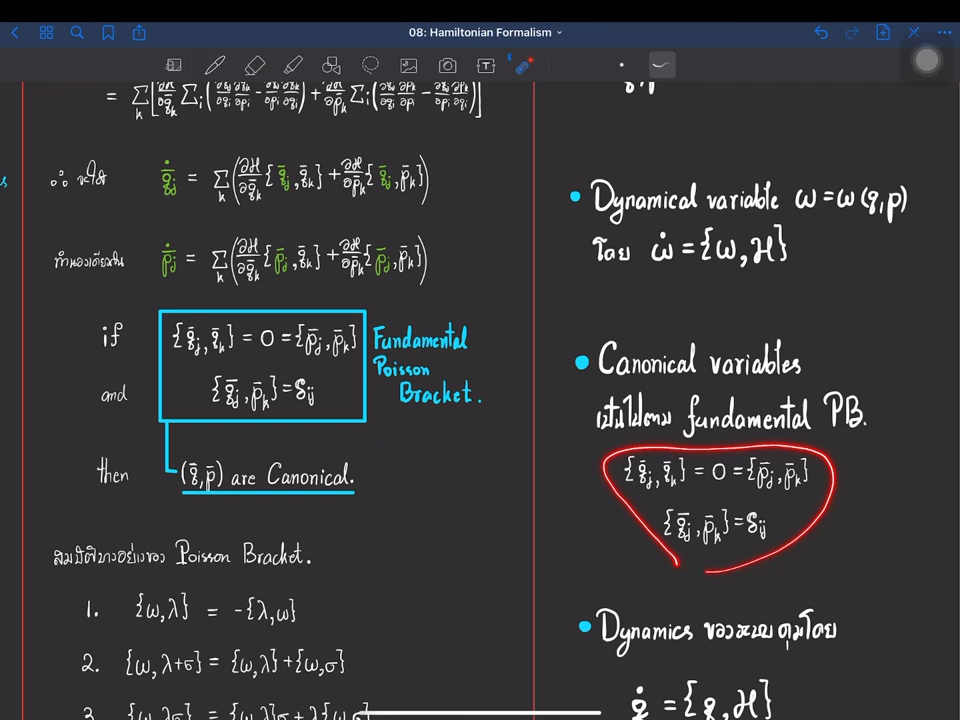 08: Hamiltonian Formalism
= Σ_k[∂ℋ/∂q̄_k Σ_i(∂q̄_j/∂q_i ∂q̄_k/∂p_i − ∂q̄_j/∂p_i ∂q̄_k/∂q_i) + ∂ℋ/∂p̄_k Σ_i(∂q̄_j/∂q_i ∂p̄_k/∂p_i − ∂q̄_j/∂p_i ∂p̄_k/∂q_i)]
∴ จะได้ q̄̇_j = Σ_k(∂ℋ/∂q̄_k {q̄_j, q̄_k} + ∂ℋ/∂p̄_k {q̄_j, p̄_k})
ทำนองเดียวกัน p̄̇_j = Σ_k(∂ℋ/∂q̄_k {p̄_j, q̄_k} + ∂ℋ/∂p̄_k {p̄_j, p̄_k})
if {q̄_j, q̄_k} = 0 = {p̄_j, p̄_k}
and {q̄_j, p̄_k} = δ_ij
Fundamental
Poisson
Bracket.
then (q̄, p̄) are Canonical.
สมบัติบางอย่างของ Poisson Bracket.
1. {ω, λ} = -{λ, ω}
2. {ω, λ+σ} = {ω, λ} + {ω, σ}
3. {ω, λσ} = {ω, λ}σ + λ{ω, σ}
• Dynamical variable ω = ω(q, p)
โดย ω̇ = {ω, ℋ}
• Canonical variables
เป็นไปตาม fundamental PB.
{q̄_j, q̄_k} = 0 = {p̄_j, p̄_k}
{q̄_j, p̄_k} = δ_ij
• Dynamics ของระบบคุมโดย
q̇ = {q, ℋ}